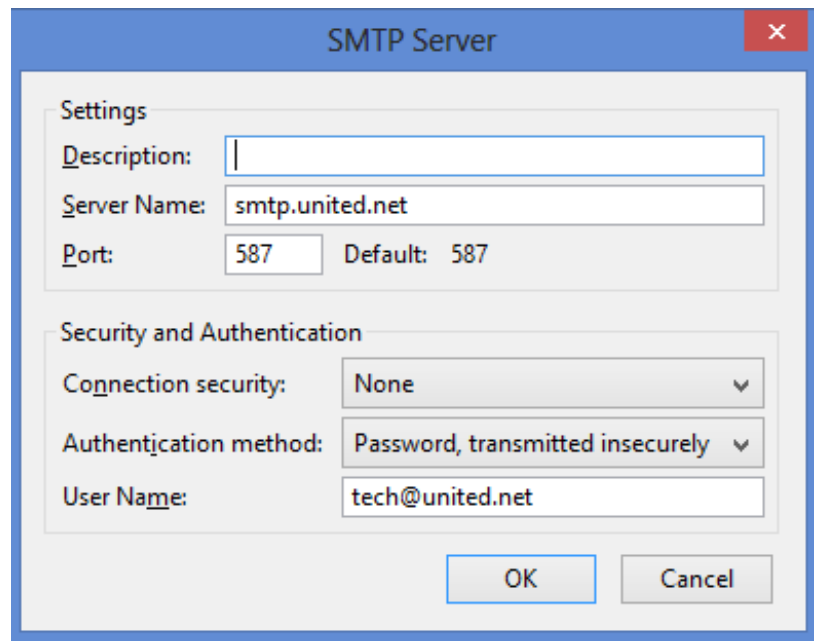 SMTP Server
Settings
Description:
Server Name: smtp.united.net
Port: 587 Default: 587
Security and Authentication
Connection security: None
Authentication method: Password, transmitted insecurely
User Name: tech@united.net
OK Cancel